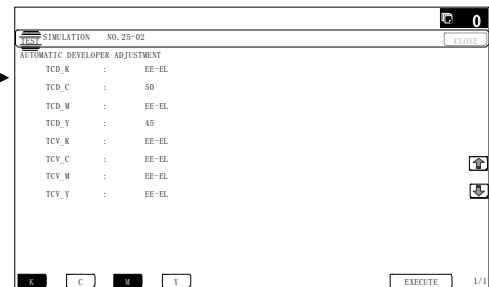 0
TEST SIMULATION NO.25-02
CLOSE
AUTOMATIC DEVELOPER ADJUSTMENT
TCD_K : EE-EL
TCD_C : 50
TCD_M : EE-EL
TCD_Y : 45
TCV_K : EE-EL
TCV_C : EE-EL
TCV_M : EE-EL
TCV_Y : EE-EL
K C M Y EXECUTE 1/1